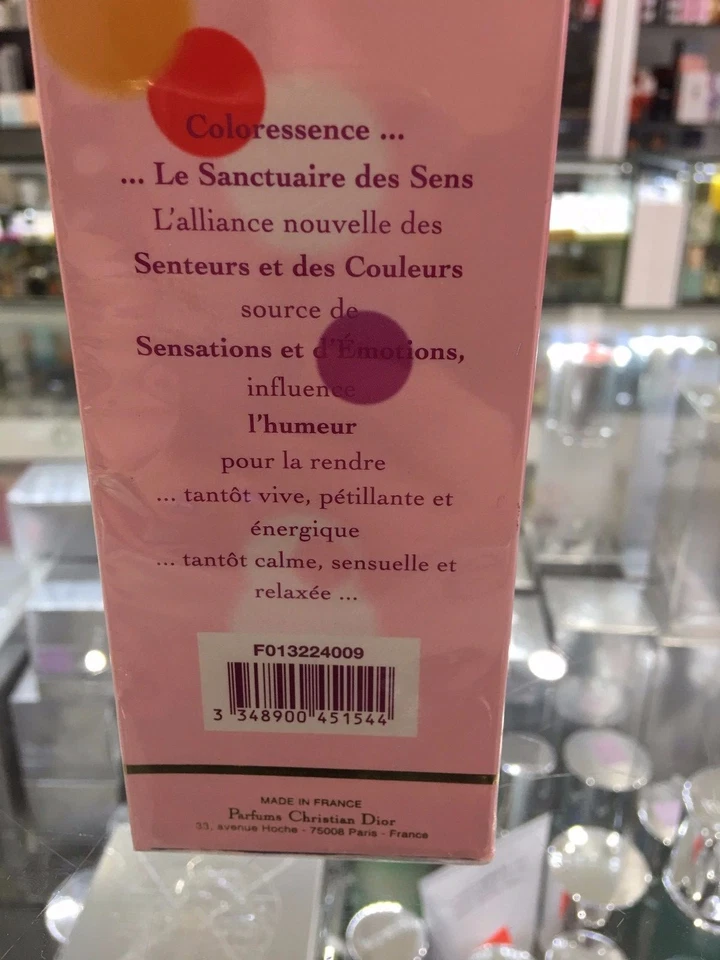 Coloressence ...
... Le Sanctuaire des Sens
L'alliance nouvelle des
Senteurs et des Couleurs
source de
Sensations et d'Émotions,
influence
l'humeur
pour la rendre
... tantôt vive, pétillante et
énergique
... tantôt calme, sensuelle et
relaxée ...
F013224009
3 348900 451544
MADE IN FRANCE
Parfums Christian Dior
33, avenue Hoche - 75008 Paris - France